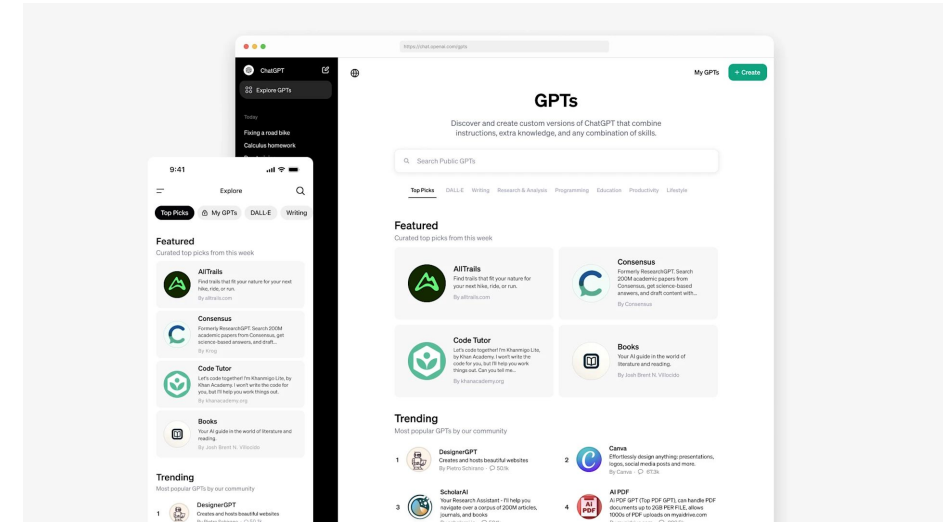 https://chat.openai.com/gpts
ChatGPT
Explore GPTs
Today
Fixing a road bike
Calculus homework
My GPTs
+ Create
GPTs
Discover and create custom versions of ChatGPT that combine
instructions, extra knowledge, and any combination of skills.
Search Public GPTs
Top Picks DALL·E Writing Research & Analysis Programming Education Productivity Lifestyle
Featured
Curated top picks from this week
AllTrails
Find trails that fit your nature for
your next hike, ride, or run.
By alltrails.com
Consensus
Formerly ResearchGPT. Search
200M academic papers from
Consensus, get science-based
answers, and draft content with...
By Consensus
Code Tutor
Let's code together! I'm Khanmigo Lite,
by Khan Academy. I won't write the
code for you, but I'll help you work
things out. Can you tell me...
By khanacademy.org
Books
Your AI guide in the world of
literature and reading.
By Josh Brent N. Villocido
Trending
Most popular GPTs by our community
1
DesignerGPT
Creates and hosts beautiful websites
By Pietro Schirano
2
Canva
Effortlessly design anything: presentations,
logos, social media posts and more.
By Canva
3
ScholarAI
Your Research Assistant - I'll help you
navigate over a corpus of 200M articles,
journals, and books
4
AI PDF
AI PDF GPT (Top PDF GPT), can handle PDF
documents up to 2GB PER FILE, allows
1000s of PDF uploads on myaidrive.com
9:41
Explore
Top Picks My GPTs DALL·E Writing
Featured
Curated top picks from this week
AllTrails
Find trails that fit your nature for your next
hike, ride, or run.
By alltrails.com
Consensus
Formerly ResearchGPT. Search 200M
academic papers from Consensus, get
science-based answers, and draft...
Code Tutor
Let's code together! I'm Khanmigo Lite, by
Khan Academy. I won't write the code for
you, but I'll help you work things out.
By khanacademy.org
Books
Your AI guide in the world of literature and
reading.
By Josh Brent N. Villocido
Trending
Most popular GPTs by our community
1
DesignerGPT
Creates and hosts beautiful websites